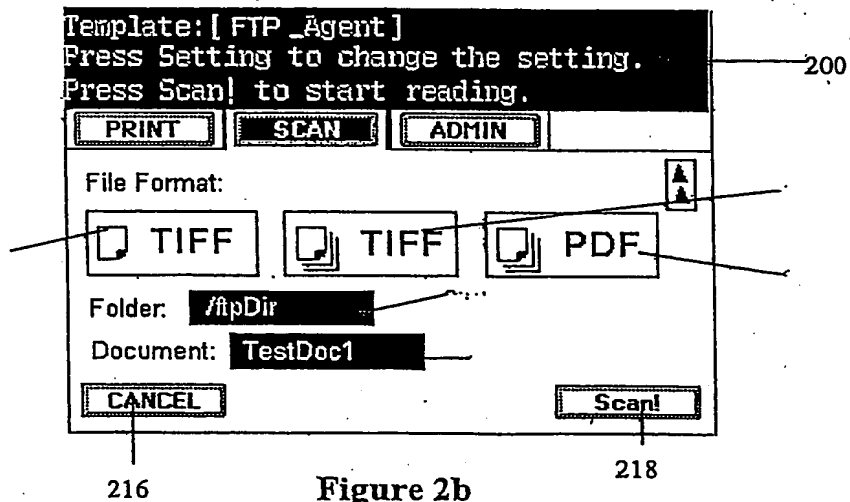 Template:[ FTP_Agent]
Press Setting to change the setting.
Press Scan! to start reading.
200
PRINT SCAN ADMIN
File Format:
TIFF TIFF PDF
Folder: /ftpDir
Document: TestDoc1
CANCEL Scan!
216 218
Figure 2b